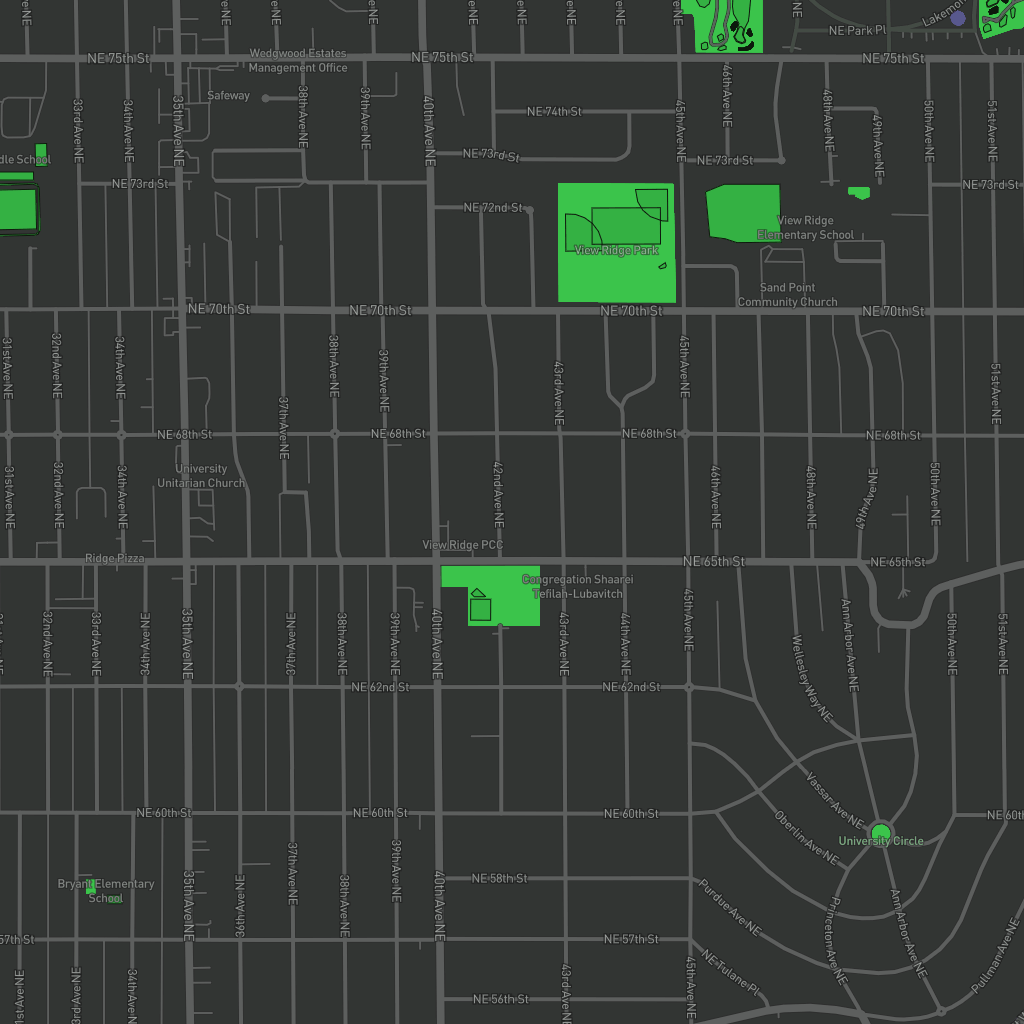 NE Park Pl
Lakemon
NE 75th St
Wedgwood Estates
Management Office
NE 75th St
NE 75th St
Safeway
33rd Ave NE
34th Ave NE
35th Ave NE
38th Ave NE
39th Ave NE
40th Ave NE
45th Ave NE
46th Ave NE
48th Ave NE
49th Ave NE
50th Ave NE
51st Ave NE
NE 74th St
dle School
NE 73rd St
NE 73rd St
NE 73rd St
NE 73rd St
NE 72nd St
View Ridge
Elementary School
View Ridge Park
Sand Point
Community Church
NE 70th St
NE 70th St
NE 70th St
NE 70th St
31st Ave NE
32nd Ave NE
34th Ave NE
38th Ave NE
39th Ave NE
43rd Ave NE
45th Ave NE
51st Ave NE
37th Ave NE
NE 68th St
NE 68th St
NE 68th St
NE 68th St
31st Ave NE
32nd Ave NE
34th Ave NE
University
Unitarian Church
42nd Ave NE
46th Ave NE
48th Ave NE
49th Ave NE
50th Ave NE
View Ridge PCC
Ridge Pizza
NE 65th St
NE 65th St
Congregation Shaarei
Tefilah-Lubavitch
32nd Ave NE
33rd Ave NE
34th Ave NE
35th Ave NE
37th Ave NE
38th Ave NE
39th Ave NE
40th Ave NE
43rd Ave NE
44th Ave NE
45th Ave NE
Wellesley Way NE
Ann Arbor Ave NE
50th Ave NE
51st Ave NE
NE 62nd St
NE 62nd St
NE 60th St
NE 60th St
NE 60th St
NE 60th
Vassar Ave NE
Oberlin Ave NE
University Circle
Bryant Elementary
School
35th Ave NE
36th Ave NE
37th Ave NE
38th Ave NE
39th Ave NE
40th Ave NE
NE 58th St
Purdue Ave NE
Princeton Ave NE
Ann Arbor Ave NE
Pullman Ave NE
57th St
NE 57th St
NE Tulane Pl
33rd Ave NE
34th Ave
43rd Ave
45th Ave NE
NE 56th St